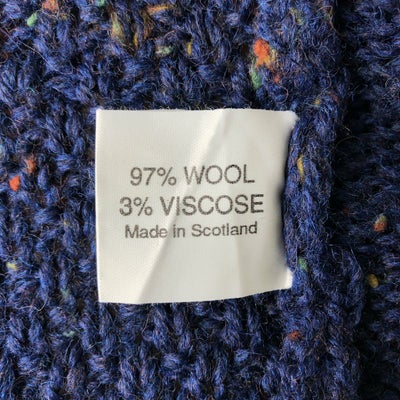 97% WOOL
3% VISCOSE
Made in Scotland